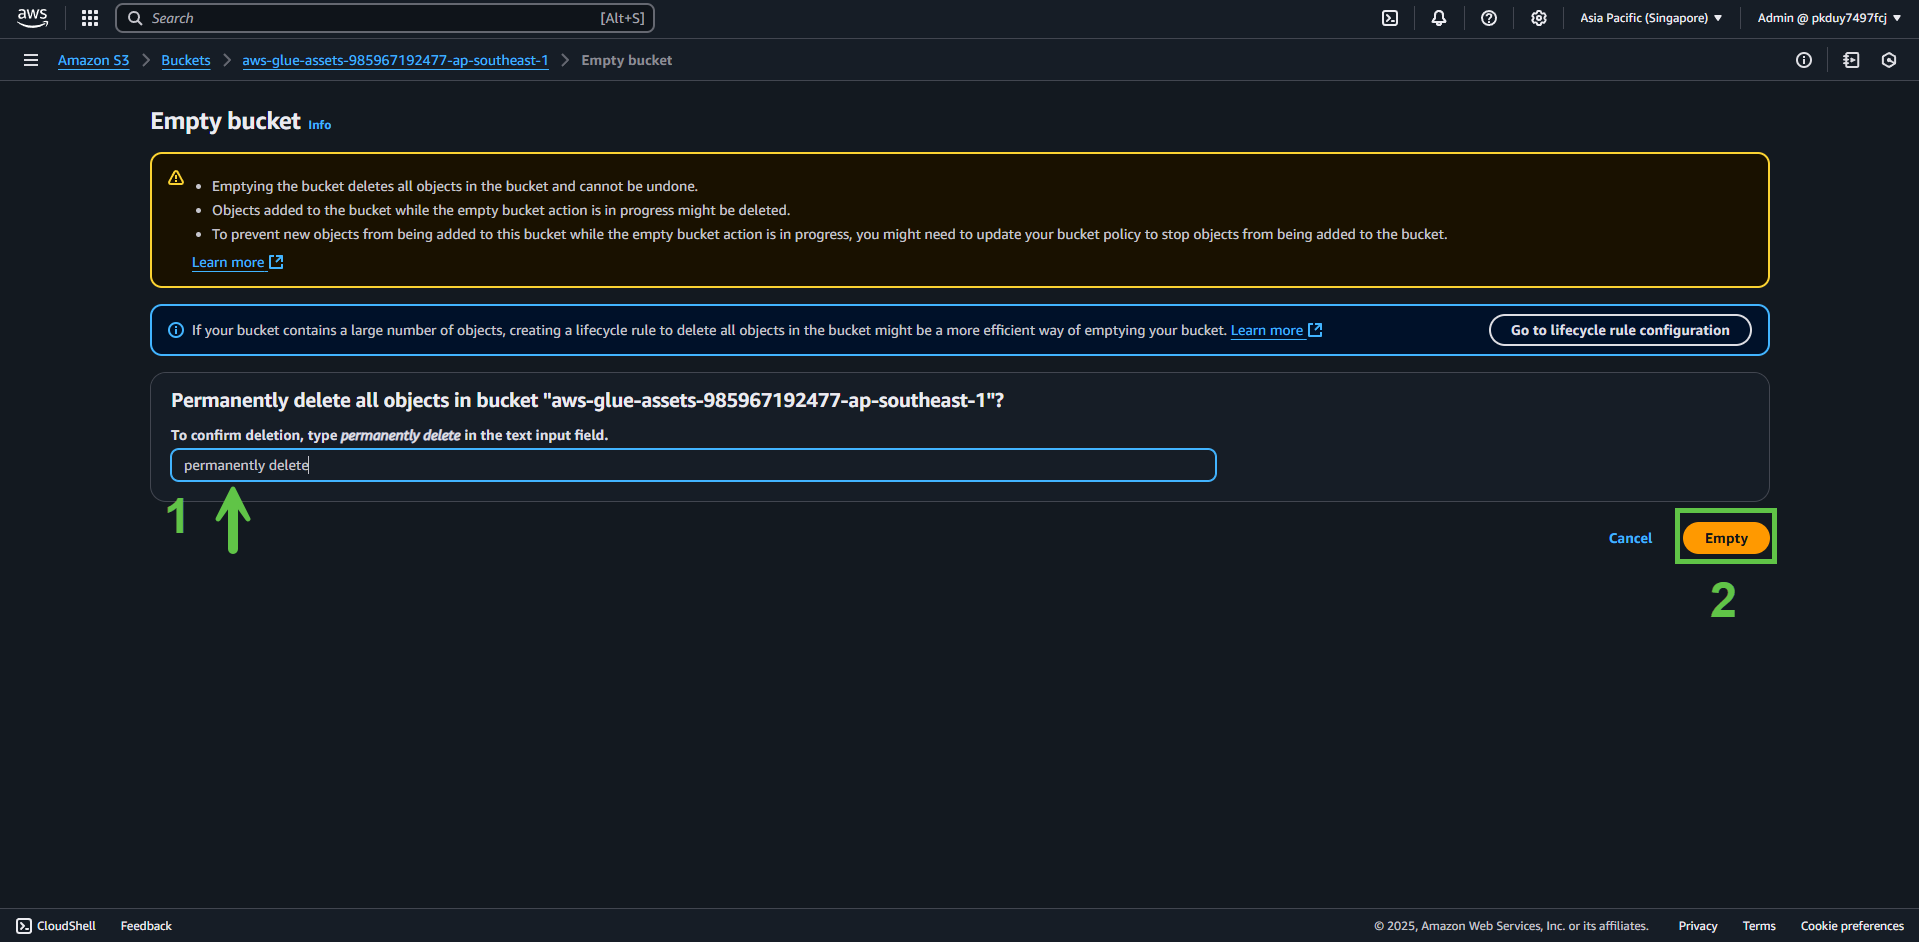 aws
Search [Alt+S]
Asia Pacific (Singapore)
Admin @ pkduy7497fcj
Amazon S3
Buckets
aws-glue-assets-985967192477-ap-southeast-1
Empty bucket
Empty bucket Info
Emptying the bucket deletes all objects in the bucket and cannot be undone.
Objects added to the bucket while the empty bucket action is in progress might be deleted.
To prevent new objects from being added to this bucket while the empty bucket action is in progress, you might need to update your bucket policy to stop objects from being added to the bucket.
Learn more
If your bucket contains a large number of objects, creating a lifecycle rule to delete all objects in the bucket might be a more efficient way of emptying your bucket. Learn more
Go to lifecycle rule configuration
Permanently delete all objects in bucket "aws-glue-assets-985967192477-ap-southeast-1"?
To confirm deletion, type permanently delete in the text input field.
permanently delete
1
Cancel
Empty
2
CloudShell
Feedback
© 2025, Amazon Web Services, Inc. or its affiliates.
Privacy
Terms
Cookie preferences